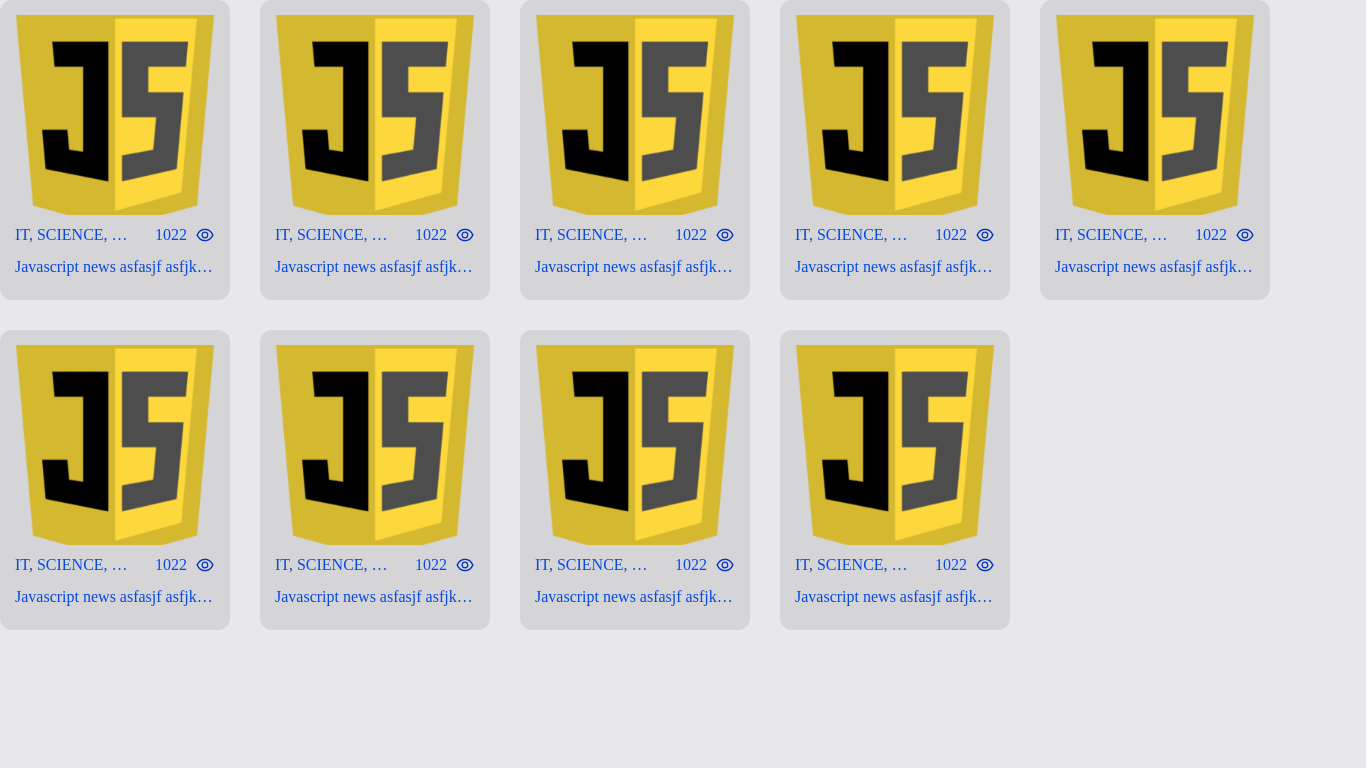 JS JS JS JS JS
IT, SCIENCE, … 1022 IT, SCIENCE, … 1022 IT, SCIENCE, … 1022 IT, SCIENCE, … 1022 IT, SCIENCE, … 1022
Javascript news asfasjf asfjk… Javascript news asfasjf asfjk… Javascript news asfasjf asfjk… Javascript news asfasjf asfjk… Javascript news asfasjf asfjk…
JS JS JS JS
IT, SCIENCE, … 1022 IT, SCIENCE, … 1022 IT, SCIENCE, … 1022 IT, SCIENCE, … 1022
Javascript news asfasjf asfjk… Javascript news asfasjf asfjk… Javascript news asfasjf asfjk… Javascript news asfasjf asfjk…